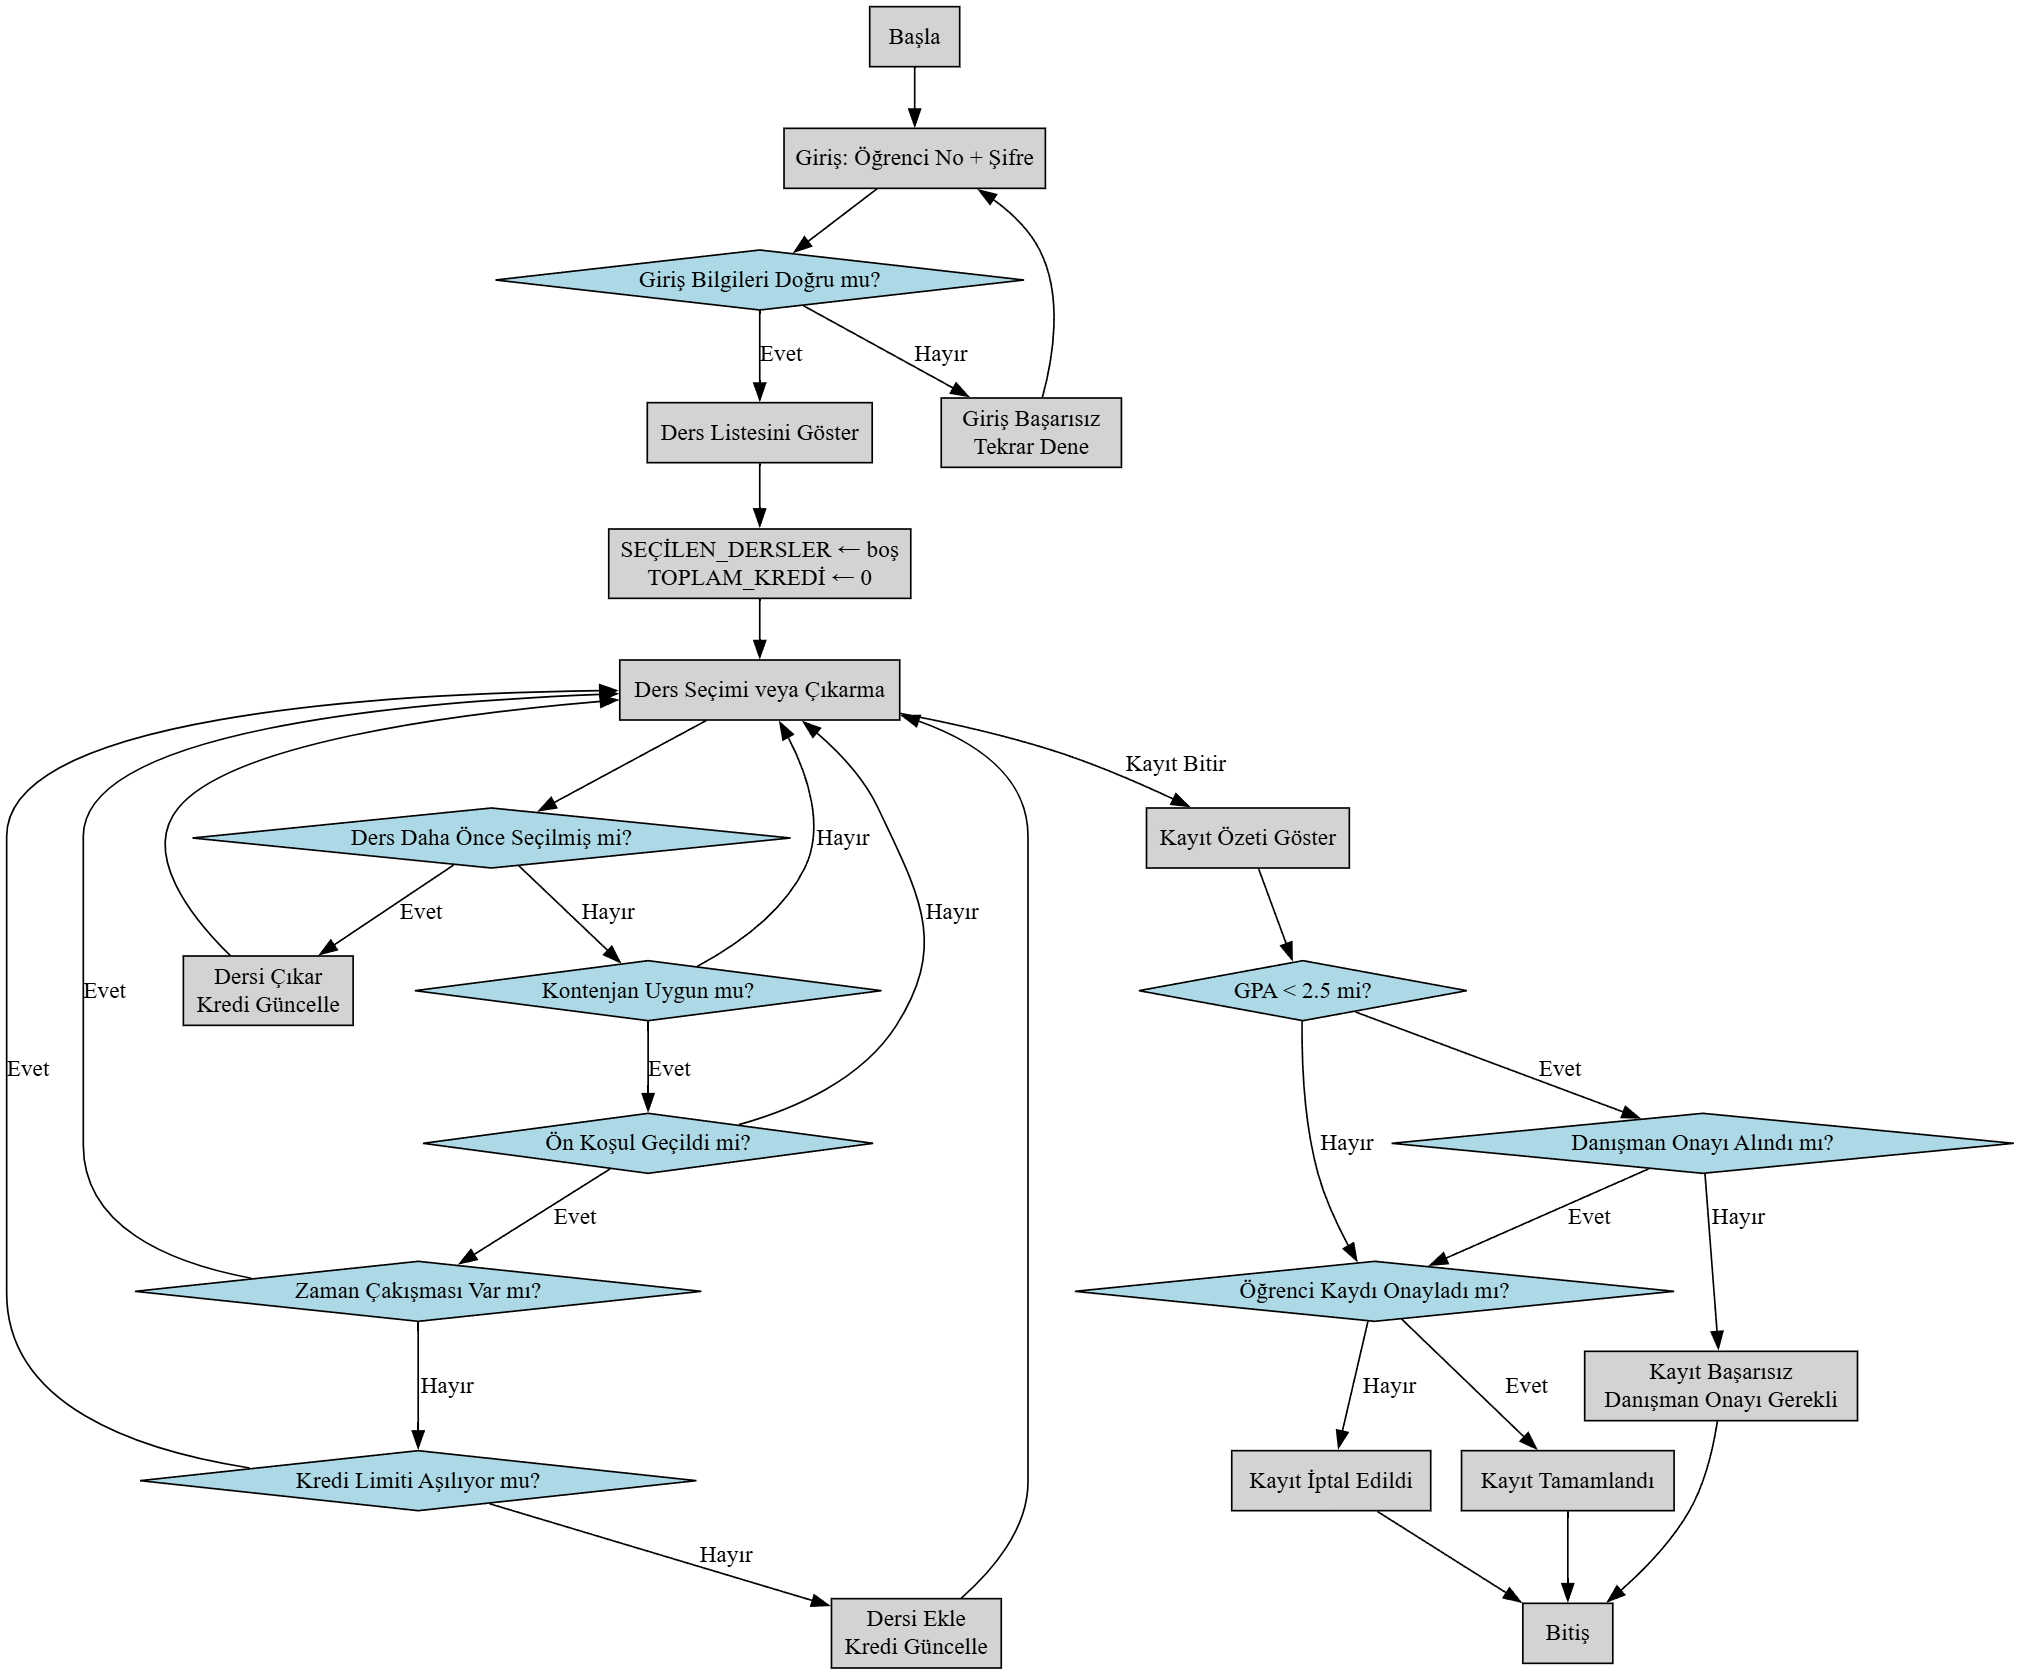 Başla
Giriş: Öğrenci No + Şifre
Giriş Bilgileri Doğru mu?
Evet
Hayır
Ders Listesini Göster
Giriş Başarısız
Tekrar Dene
SEÇİLEN_DERSLER ← boş
TOPLAM_KREDİ ← 0
Ders Seçimi veya Çıkarma
Kayıt Bitir
Ders Daha Önce Seçilmiş mi?
Hayır
Kayıt Özeti Göster
Evet
Hayır
Hayır
Dersi Çıkar
Kredi Güncelle
Evet
Kontenjan Uygun mu?
GPA < 2.5 mi?
Evet
Evet
Evet
Ön Koşul Geçildi mi?
Hayır
Danışman Onayı Alındı mı?
Evet
Evet
Hayır
Zaman Çakışması Var mı?
Öğrenci Kaydı Onayladı mı?
Hayır
Hayır
Evet
Kayıt Başarısız
Danışman Onayı Gerekli
Kredi Limiti Aşılıyor mu?
Kayıt İptal Edildi
Kayıt Tamamlandı
Hayır
Dersi Ekle
Kredi Güncelle
Bitiş